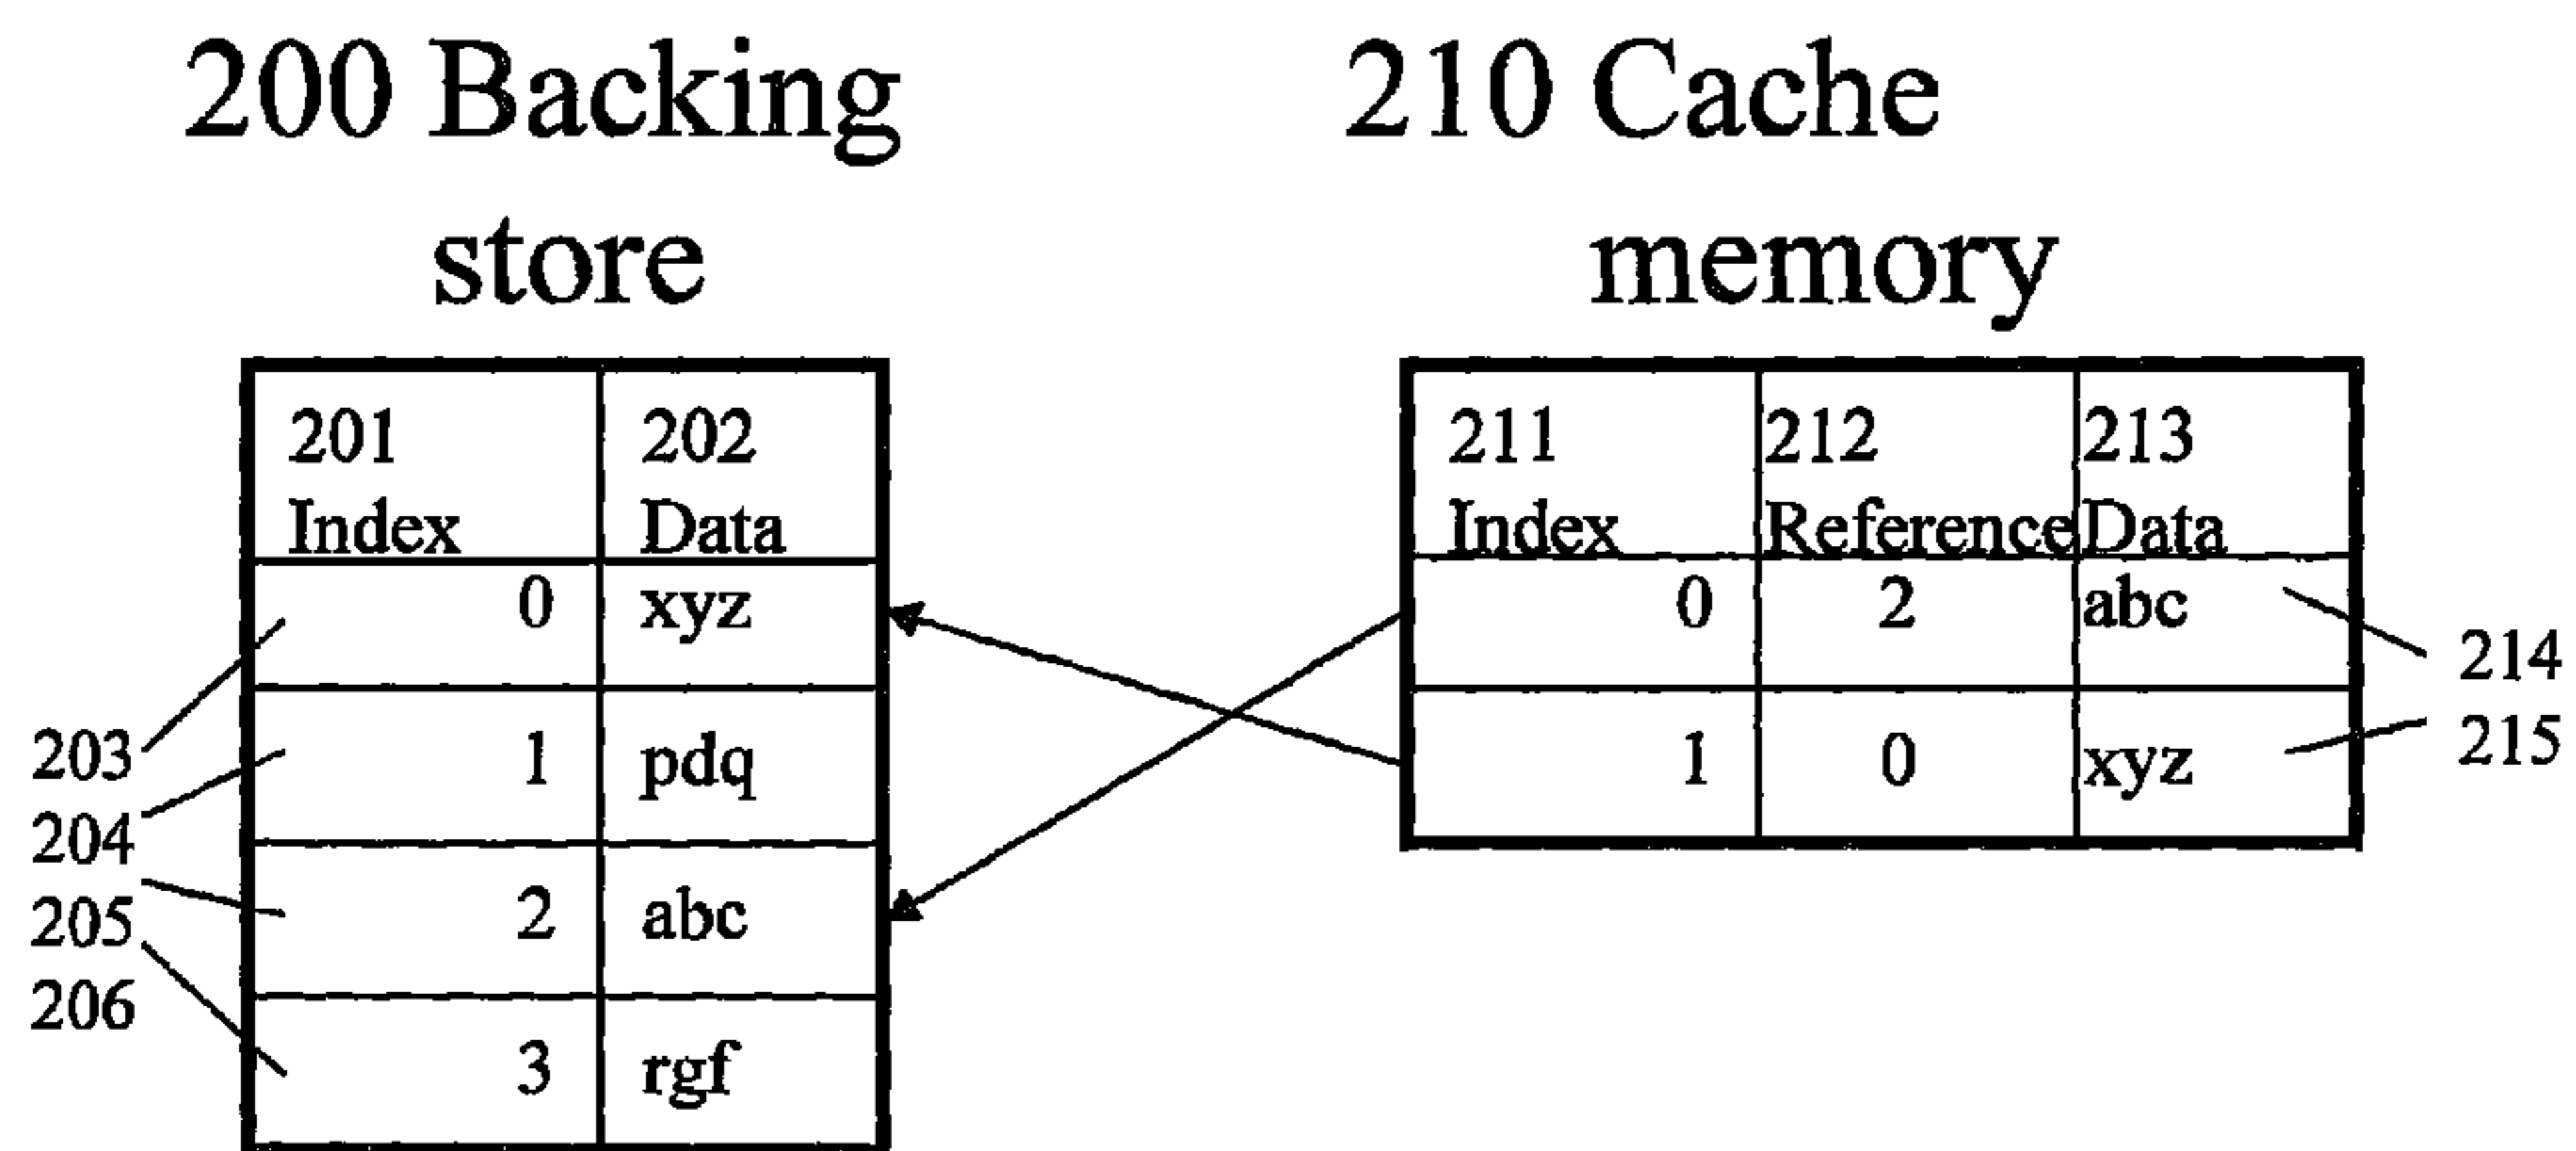 200 Backing
store
210 Cache
memory
201 202
Index Data
0 xyz
1 pdq
2 abc
3 rgf
203
204
205
206
211 212 213
Index Reference Data
0 2 abc
1 0 xyz
214
215